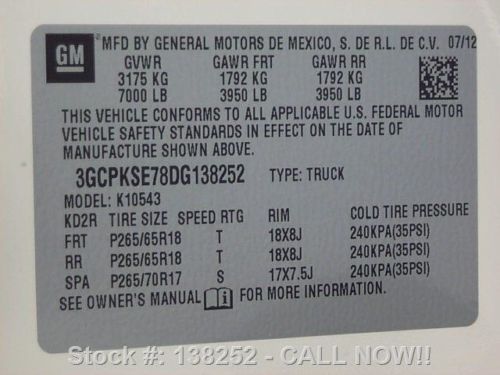 GM MFD BY GENERAL MOTORS DE MEXICO, S. DE R.L. DE C.V. 07/12
GVWR GAWR FRT GAWR RR
3175 KG 1792 KG 1792 KG
7000 LB 3950 LB 3950 LB
THIS VEHICLE CONFORMS TO ALL APPLICABLE U.S. FEDERAL MOTOR
VEHICLE SAFETY STANDARDS IN EFFECT ON THE DATE OF
MANUFACTURE SHOWN ABOVE.
3GCPKSE78DG138252 TYPE: TRUCK
MODEL: K10543
KD2R TIRE SIZE SPEED RTG RIM COLD TIRE PRESSURE
FRT P265/65R18 T 18X8J 240KPA(35PSI)
RR P265/65R18 T 18X8J 240KPA(35PSI)
SPA P265/70R17 S 17X7.5J 240KPA(35PSI)
SEE OWNER'S MANUAL FOR MORE INFORMATION.
Stock #: 138252 - CALL NOW!!